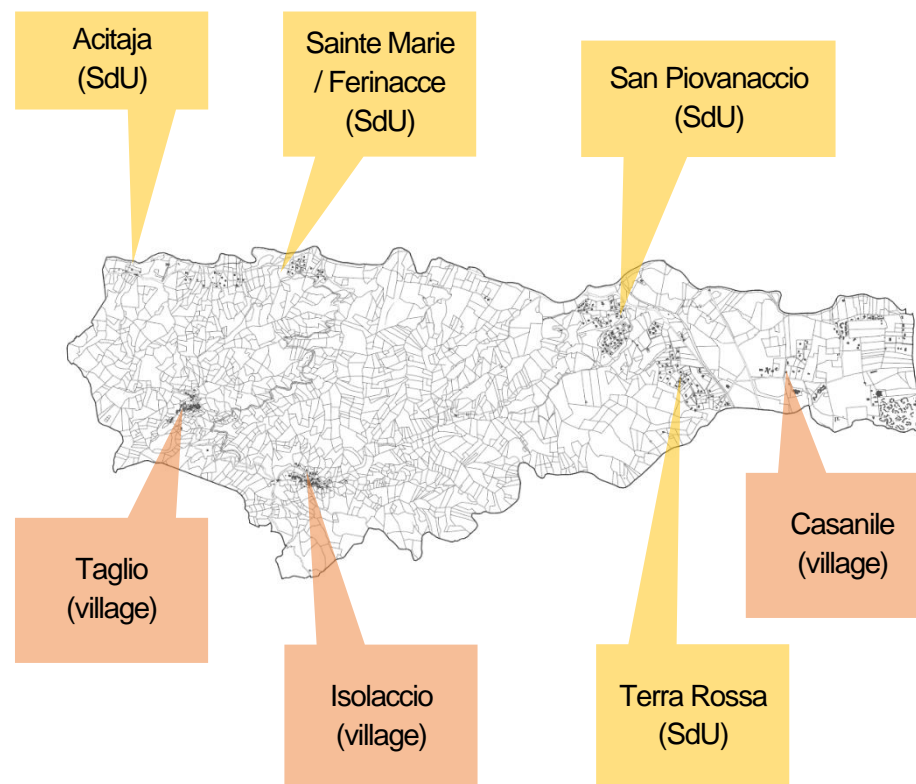 Acitaja
(SdU)
Sainte Marie
/ Ferinacce
(SdU)
San Piovanaccio
(SdU)
Taglio
(village)
Isolaccio
(village)
Terra Rossa
(SdU)
Casanile
(village)